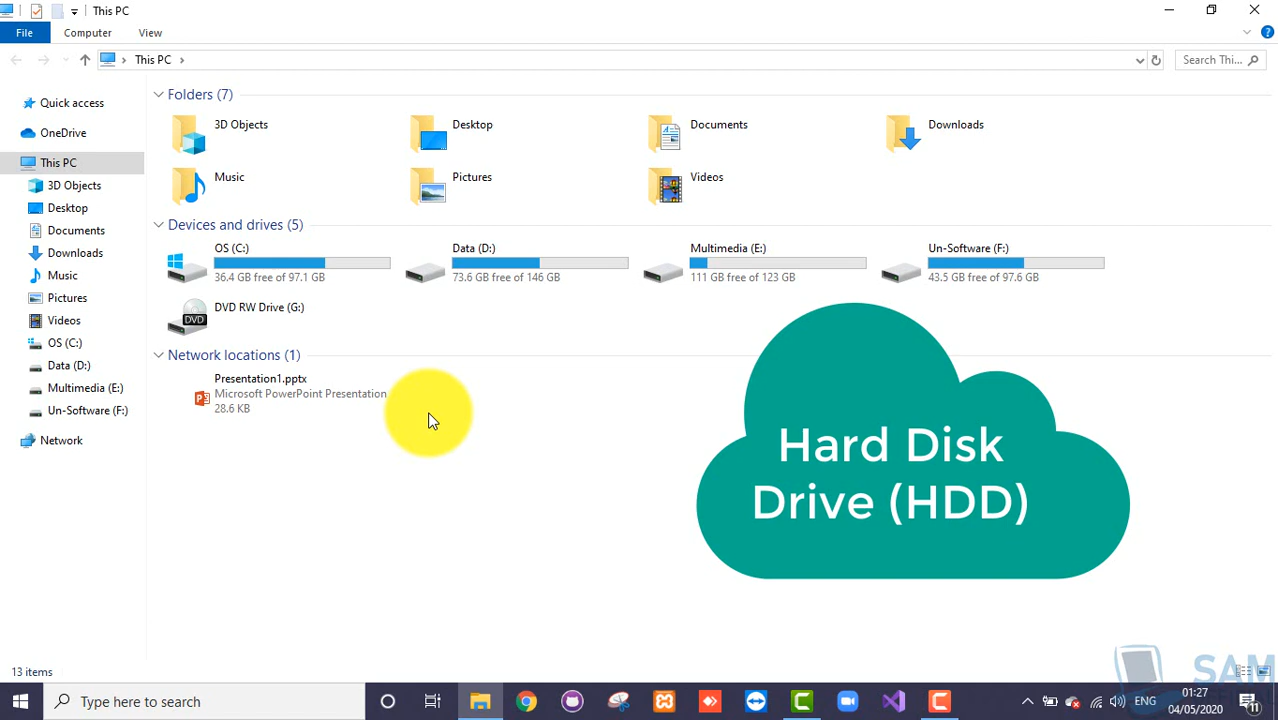 This PC
File Computer View
This PC
Search Thi...
Quick access
OneDrive
This PC
3D Objects
Desktop
Documents
Downloads
Music
Pictures
Videos
OS (C:)
Data (D:)
Multimedia (E:)
Un-Software (F:)
Network
Folders (7)
3D Objects
Desktop
Documents
Downloads
Music
Pictures
Videos
Devices and drives (5)
OS (C:)
36.4 GB free of 97.1 GB
Data (D:)
73.6 GB free of 146 GB
Multimedia (E:)
111 GB free of 123 GB
Un-Software (F:)
43.5 GB free of 97.6 GB
DVD RW Drive (G:)
DVD
Network locations (1)
Presentation1.pptx
Microsoft PowerPoint Presentation
28.6 KB
Hard Disk
Drive (HDD)
13 items
SAM
Type here to search
ENG
01:27
04/05/2020
11